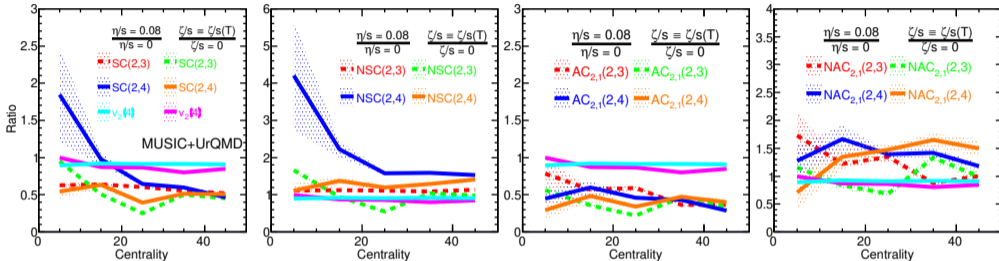 3
2.5
2
1.5
1
0.5
0
Ratio
η/s = 0.08
η/s = 0
ζ/s ≡ ζ/s(T)
ζ/s = 0
SC(2,3)
SC(2,3)
SC(2,4)
SC(2,4)
v₂{4}
v₂{4}
MUSIC+UrQMD
0 20 40
Centrality
6
5
4
3
2
1
0
η/s = 0.08
η/s = 0
ζ/s ≡ ζ/s(T)
ζ/s = 0
NSC(2,3)
NSC(2,3)
NSC(2,4)
NSC(2,4)
0 20 40
Centrality
3
2.5
2
1.5
1
0.5
0
η/s = 0.08
η/s = 0
ζ/s ≡ ζ/s(T)
ζ/s = 0
AC₂,₁(2,3)
AC₂,₁(2,3)
AC₂,₁(2,4)
AC₂,₁(2,4)
0 20 40
Centrality
4
3.5
3
2.5
2
1.5
1
0.5
0
η/s = 0.08
η/s = 0
ζ/s ≡ ζ/s(T)
ζ/s = 0
NAC₂,₁(2,3)
NAC₂,₁(2,3)
NAC₂,₁(2,4)
NAC₂,₁(2,4)
0 20 40
Centrality